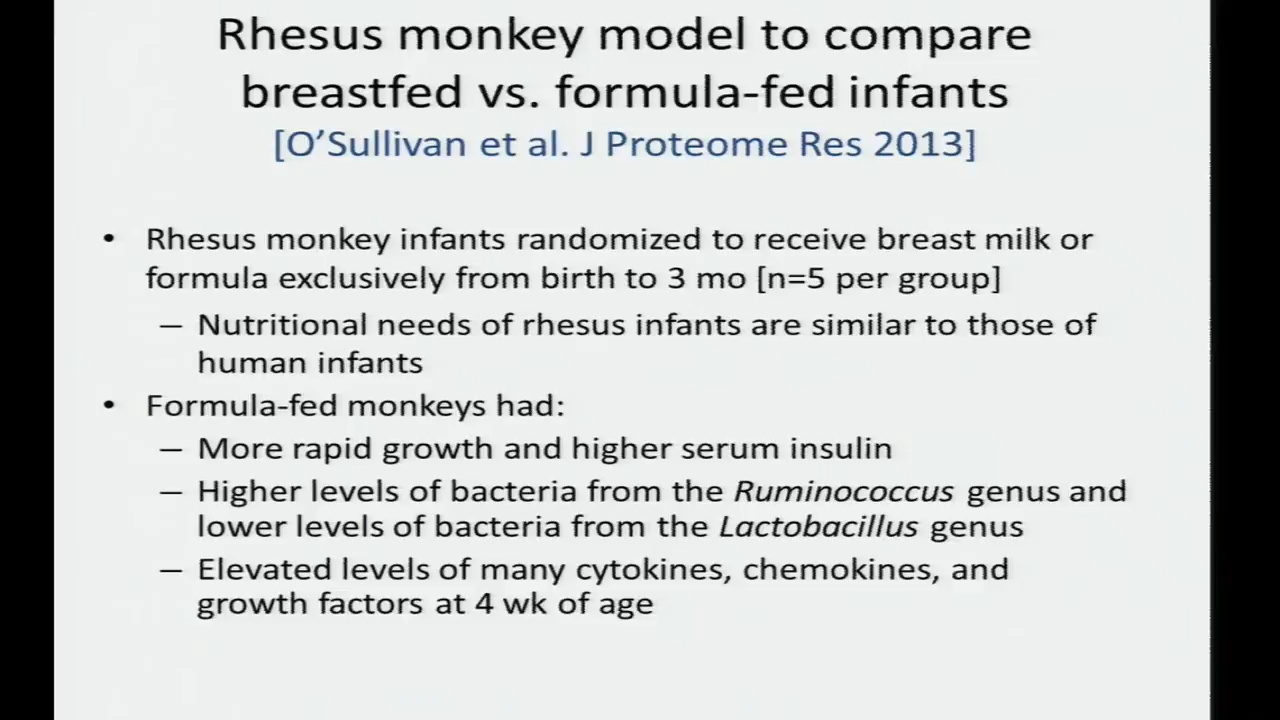 Rhesus monkey model to compare
breastfed vs. formula-fed infants
[O’Sullivan et al. J Proteome Res 2013]
• Rhesus monkey infants randomized to receive breast milk or
formula exclusively from birth to 3 mo [n=5 per group]
– Nutritional needs of rhesus infants are similar to those of
human infants
• Formula-fed monkeys had:
– More rapid growth and higher serum insulin
– Higher levels of bacteria from the Ruminococcus genus and
lower levels of bacteria from the Lactobacillus genus
– Elevated levels of many cytokines, chemokines, and
growth factors at 4 wk of age